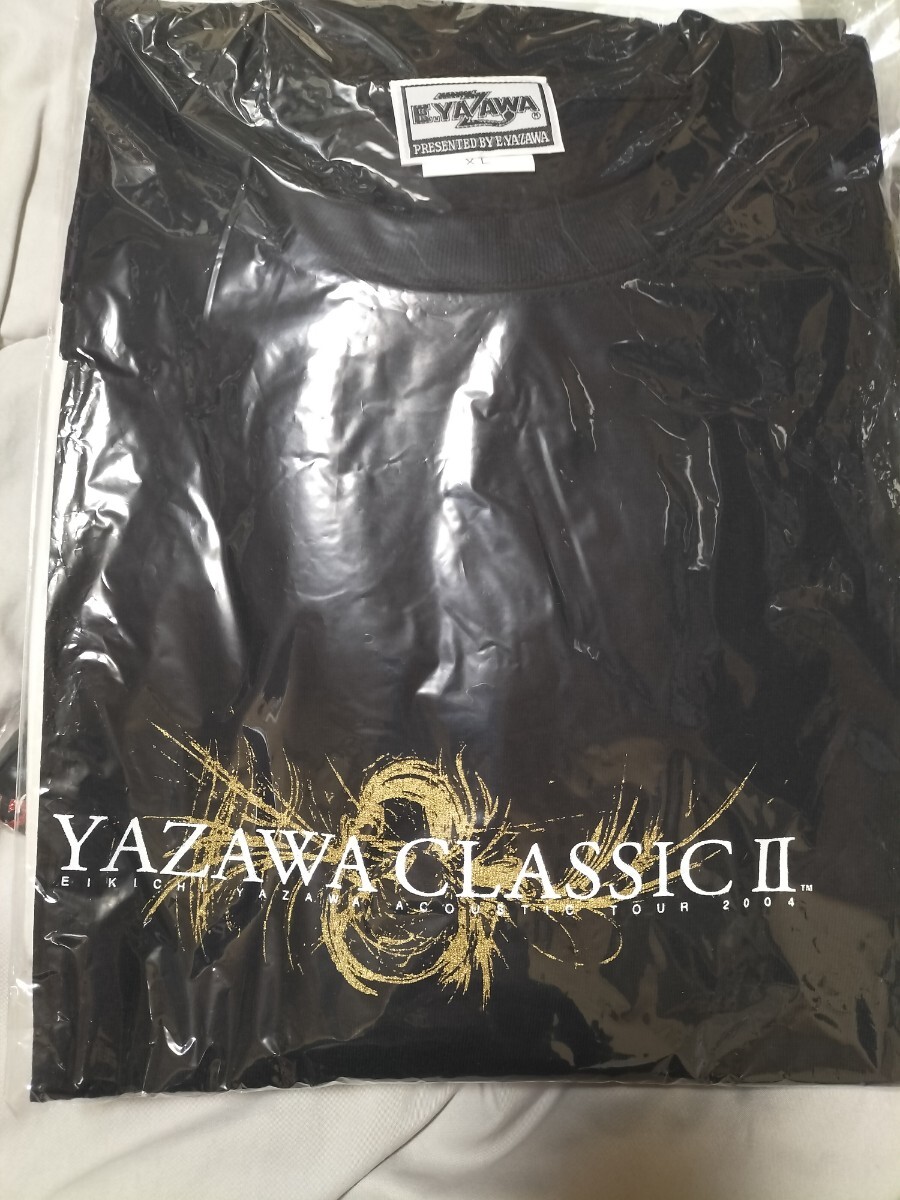 E.YAZAWA®
PRESENTED BY E.YAZAWA
XL
YAZAWA CLASSIC II™
EIKICHI YAZAWA ACOUSTIC TOUR 2004